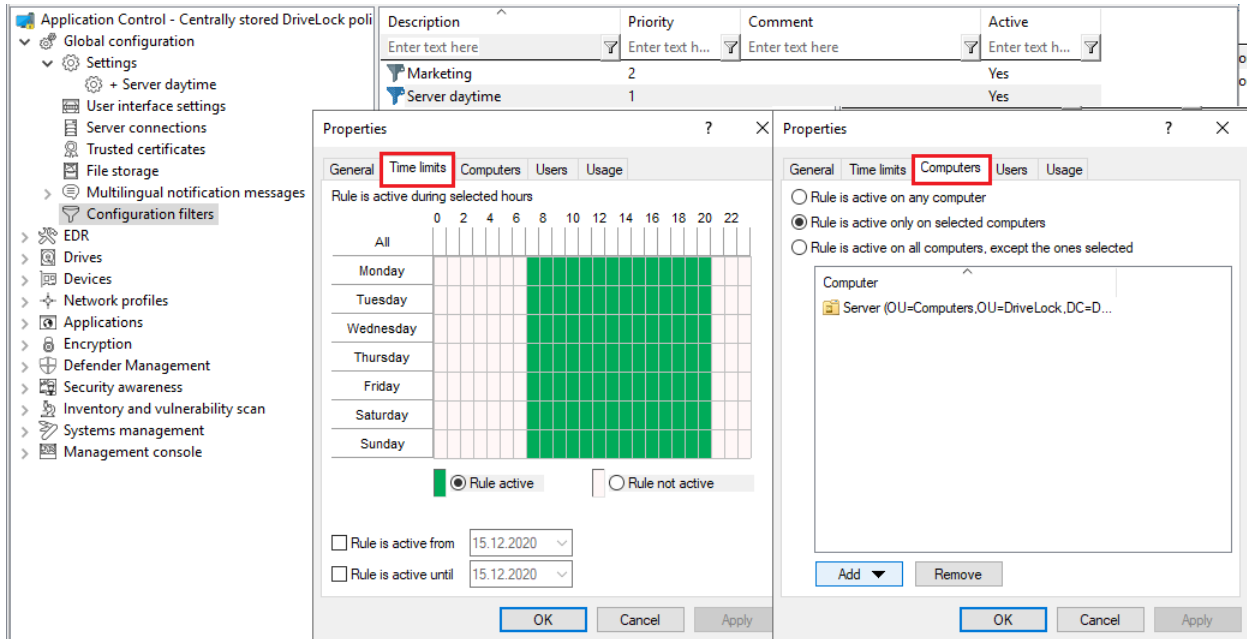 Application Control - Centrally stored DriveLock poli
Global configuration
Settings
+ Server daytime
User interface settings
Server connections
Trusted certificates
File storage
Multilingual notification messages
Configuration filters
EDR
Drives
Devices
Network profiles
Applications
Encryption
Defender Management
Security awareness
Inventory and vulnerability scan
Systems management
Management console
Description Priority Comment Active
Enter text here Enter text h... Enter text here Enter text h...
Marketing 2 Yes
Server daytime 1 Yes
Properties ?
General Time limits Computers Users Usage
Rule is active during selected hours
0 2 4 6 8 10 12 14 16 18 20 22
All
Monday
Tuesday
Wednesday
Thursday
Friday
Saturday
Sunday
Rule active Rule not active
Rule is active from 15.12.2020
Rule is active until 15.12.2020
OK Cancel Apply
Properties ?
General Time limits Computers Users Usage
Rule is active on any computer
Rule is active only on selected computers
Rule is active on all computers, except the ones selected
Computer
Server (OU=Computers,OU=DriveLock,DC=D...
Add Remove
OK Cancel Apply